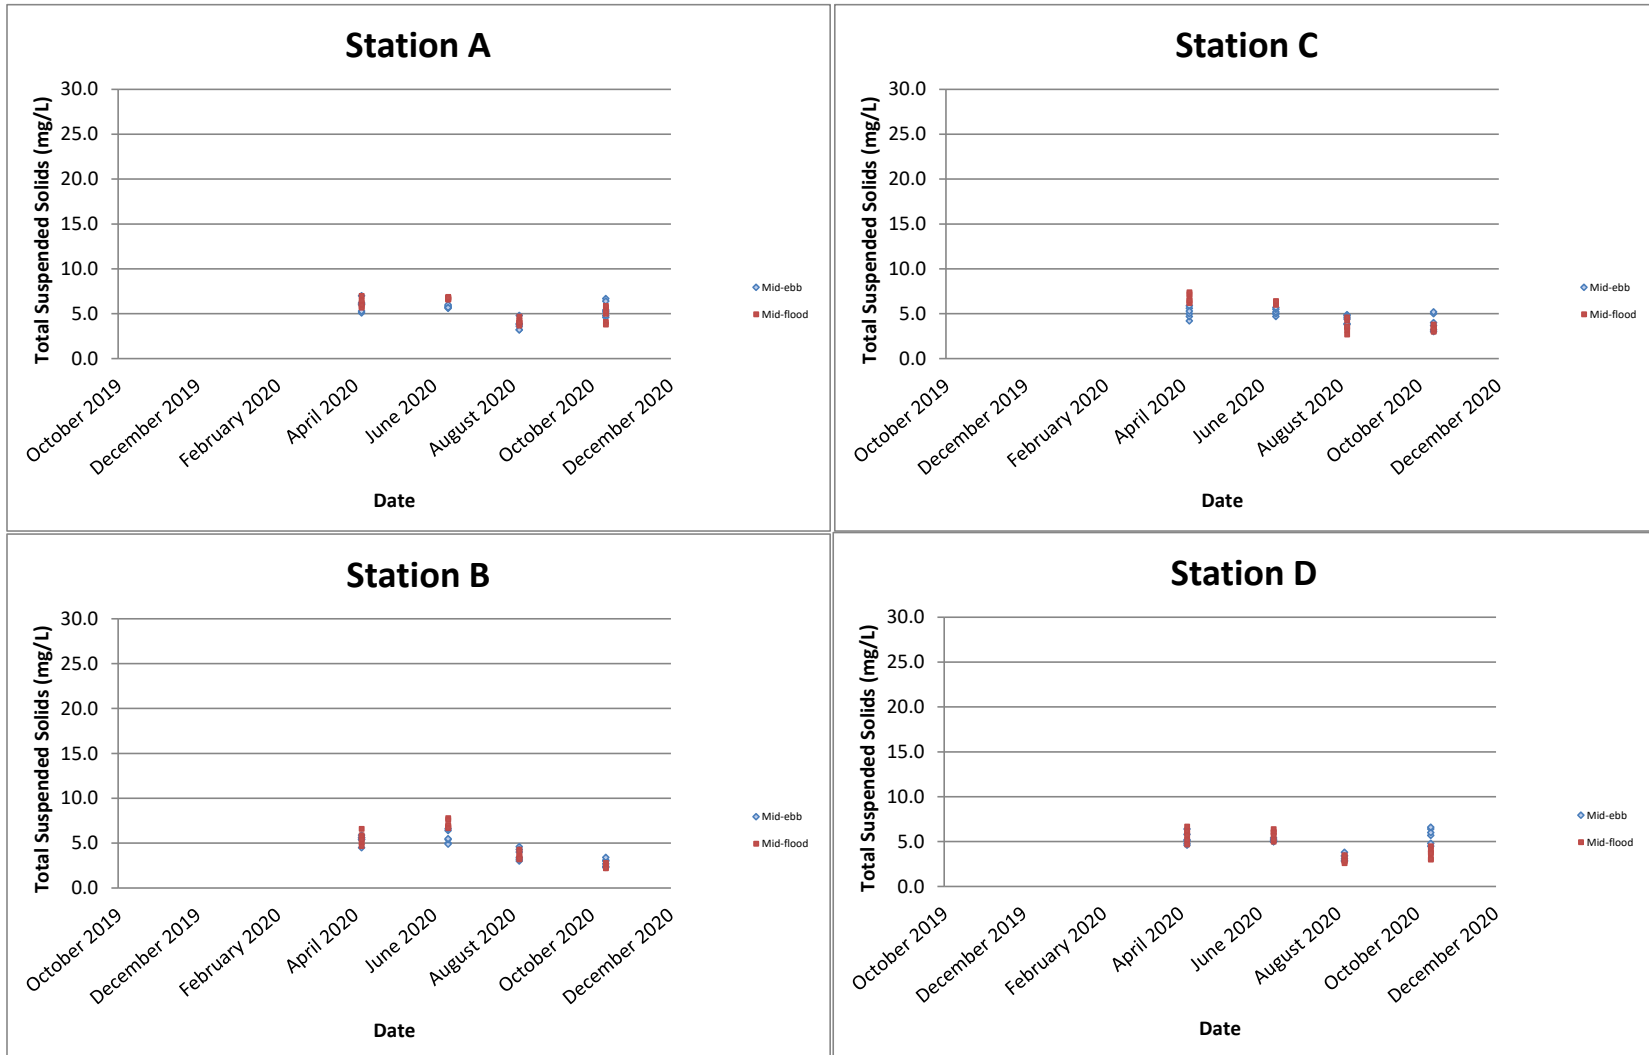 Station A
Total Suspended Solids (mg/L)
30.0
25.0
20.0
15.0
10.0
5.0
0.0
October 2019
December 2019
February 2020
April 2020
June 2020
August 2020
October 2020
December 2020
Date
Mid-ebb
Mid-flood
Station C
Total Suspended Solids (mg/L)
30.0
25.0
20.0
15.0
10.0
5.0
0.0
October 2019
December 2019
February 2020
April 2020
June 2020
August 2020
October 2020
December 2020
Date
Mid-ebb
Mid-flood
Station B
Total Suspended Solids (mg/L)
30.0
25.0
20.0
15.0
10.0
5.0
0.0
October 2019
December 2019
February 2020
April 2020
June 2020
August 2020
October 2020
December 2020
Date
Mid-ebb
Mid-flood
Station D
Total Suspended Solids (mg/L)
30.0
25.0
20.0
15.0
10.0
5.0
0.0
October 2019
December 2019
February 2020
April 2020
June 2020
August 2020
October 2020
December 2020
Date
Mid-ebb
Mid-flood